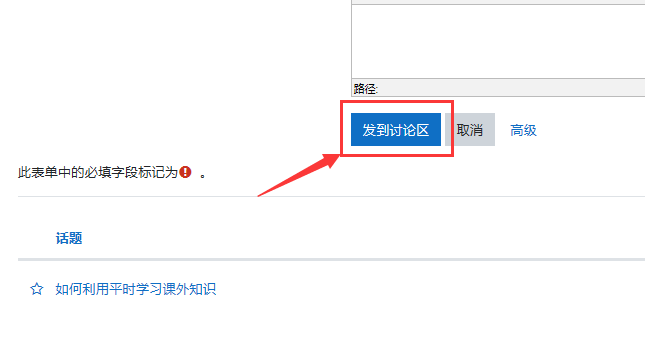 路径:
发到讨论区 取消 高级
此表单中的必填字段标记为 。
话题
如何利用平时学习课外知识